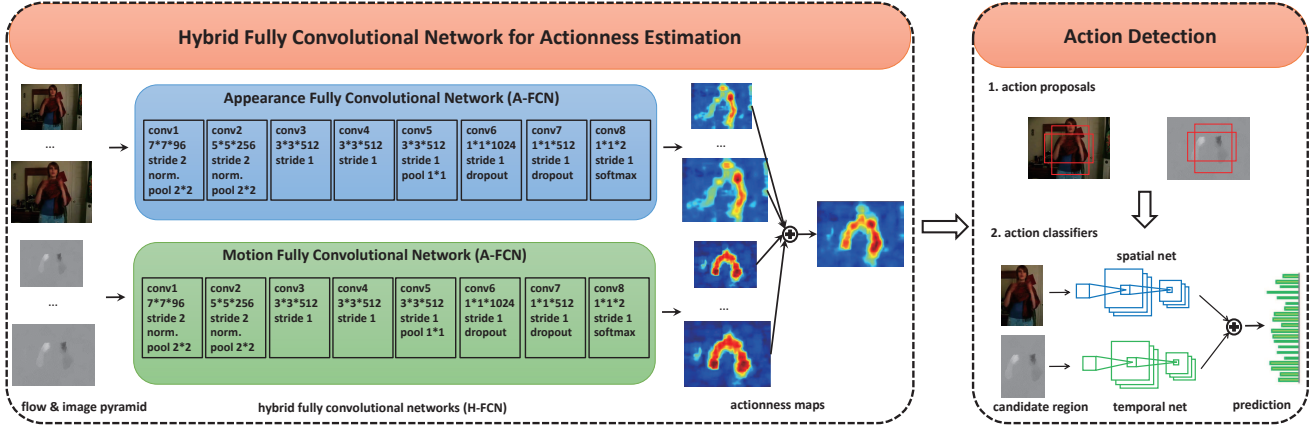 Hybrid Fully Convolutional Network for Actionness Estimation
Appearance Fully Convolutional Network (A-FCN)
conv1
7*7*96
stride 2
norm.
pool 2*2
conv2
5*5*256
stride 2
norm.
pool 2*2
conv3
3*3*512
stride 1
conv4
3*3*512
stride 1
conv5
3*3*512
stride 1
pool 1*1
conv6
1*1*1024
stride 1
dropout
conv7
1*1*512
stride 1
dropout
conv8
1*1*2
stride 1
softmax
...
...
Motion Fully Convolutional Network (A-FCN)
conv1
7*7*96
stride 2
norm.
pool 2*2
conv2
5*5*256
stride 2
norm.
pool 2*2
conv3
3*3*512
stride 1
conv4
3*3*512
stride 1
conv5
3*3*512
stride 1
pool 1*1
conv6
1*1*1024
stride 1
dropout
conv7
1*1*512
stride 1
dropout
conv8
1*1*2
stride 1
softmax
...
...
flow & image pyramid
hybrid fully convolutional networks (H-FCN)
actionness maps
Action Detection
1. action proposals
2. action classifiers
spatial net
candidate region
temporal net
prediction